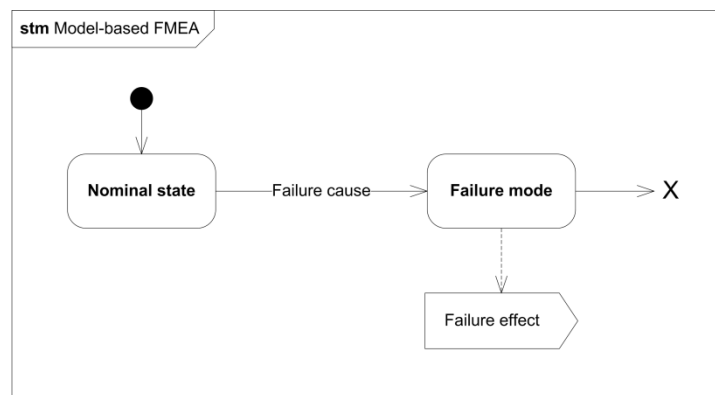 stm Model-based FMEA
Nominal state
Failure cause
Failure mode
X
Failure effect